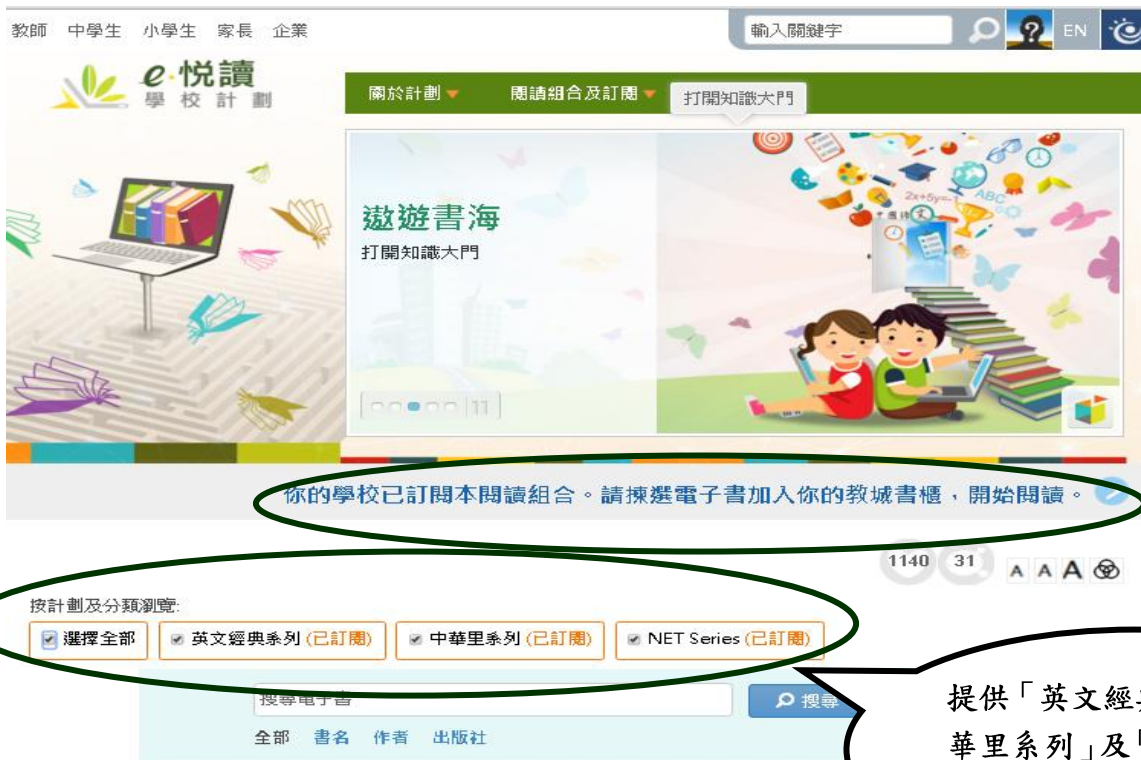 教師 中學生 小學生 家長 企業
輸入關鍵字
EN
e·悦讀
學校計劃
關於計劃 閱讀組合及訂閱 打開知識大門
遨遊書海
打開知識大門
2x+5y=1 ABC
你的學校已訂閱本閱讀組合。請揀選電子書加入你的教城書櫃，開始閱讀。
1140 31 A A A
按計劃及分類瀏覽:
選擇全部 英文經典系列 (已訂閱) 中華里系列 (已訂閱) NET Series (已訂閱)
搜尋電子書 搜尋
全部 書名 作者 出版社
提供「英文經
華里系列」及「